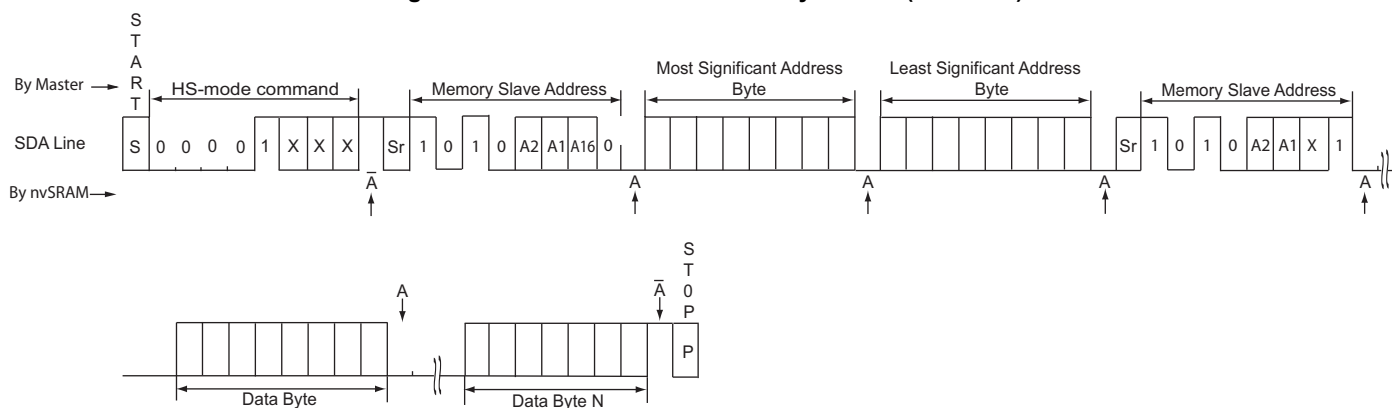 S
T
A
R
T
By Master
HS-mode command
Memory Slave Address
Most Significant Address
Byte
Least Significant Address
Byte
Memory Slave Address
SDA Line
S 0 0 0 0 1 X X X Sr 1 0 1 0 A2 A1 A16 0 Sr 1 0 1 0 A2 A1 X 1
By nvSRAM
A̅ A A A A
S
T
0
P
A A̅
P
Data Byte
Data Byte N